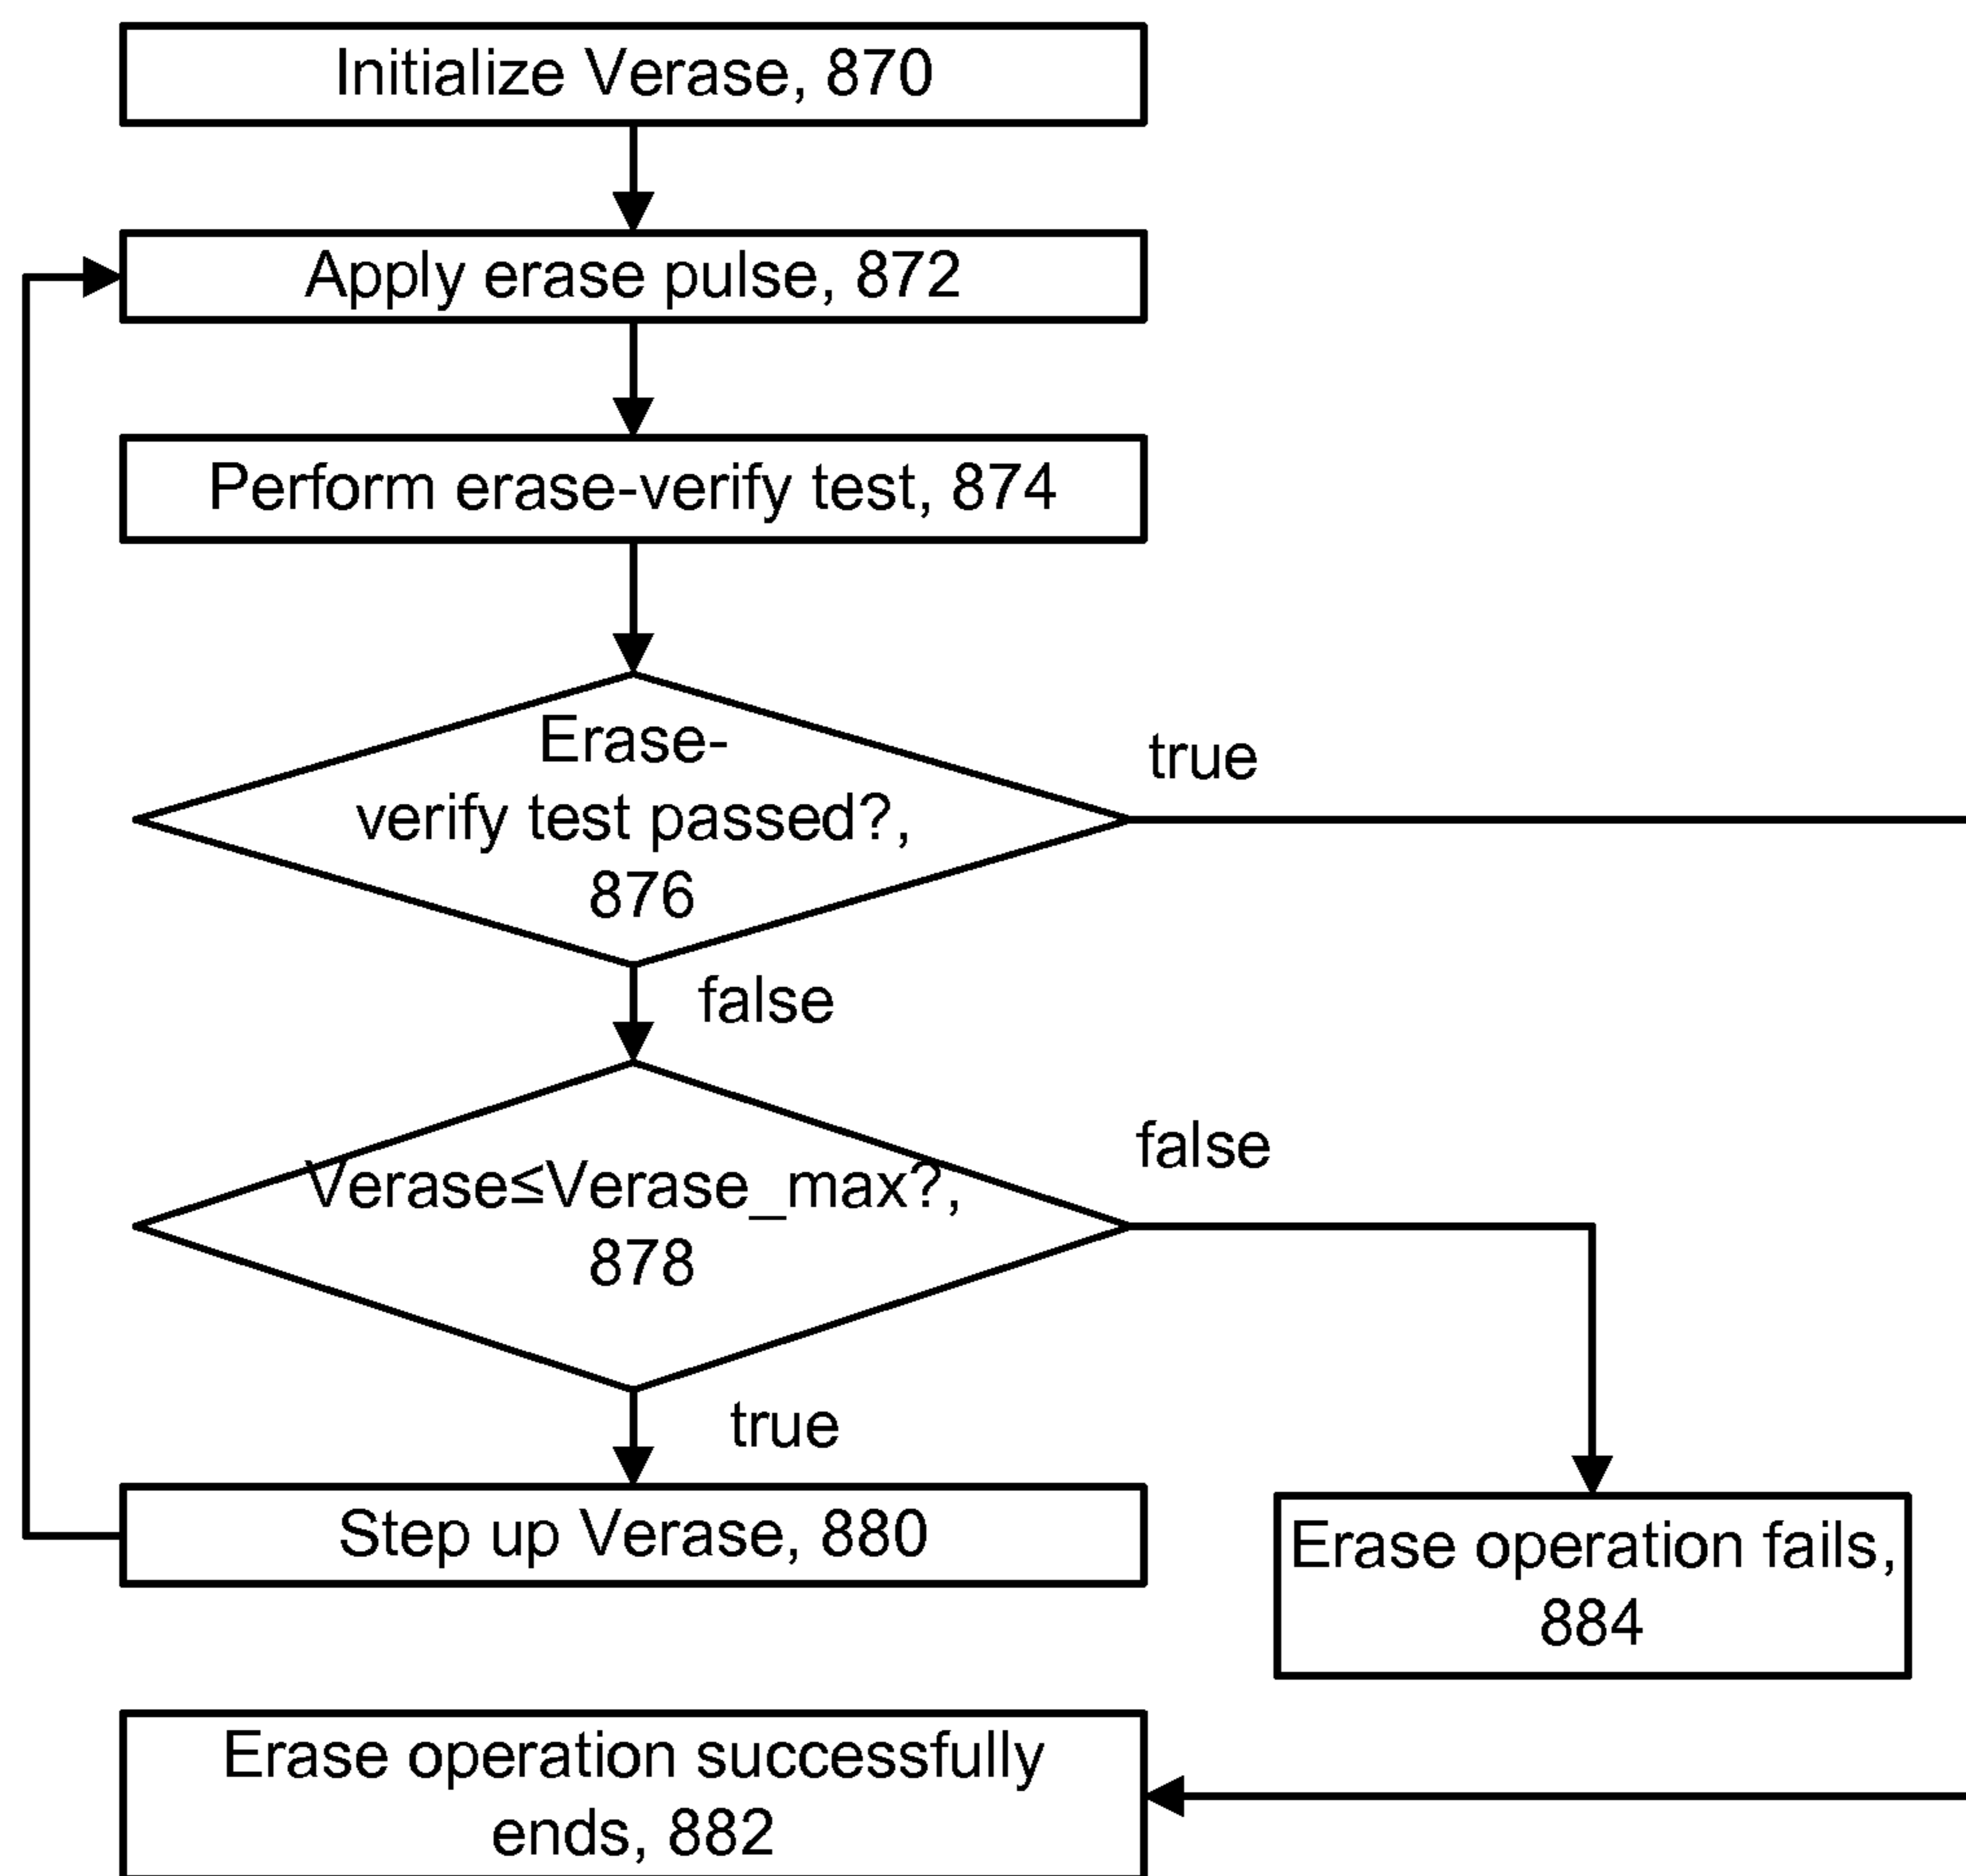 Initialize Verase, 870
Apply erase pulse, 872
Perform erase-verify test, 874
Erase-
verify test passed?,
876
true
false
Verase≤Verase_max?,
878
false
true
Step up Verase, 880
Erase operation fails,
884
Erase operation successfully
ends, 882